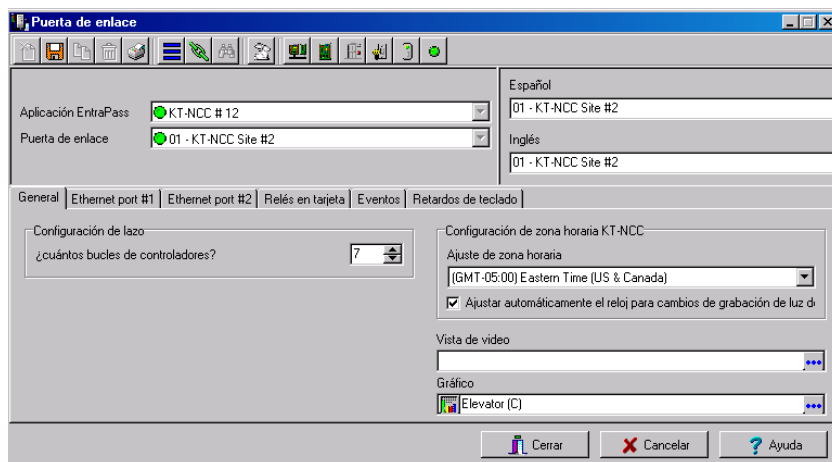 Puerta de enlace
Español
Aplicación EntraPass KT-NCC # 12 01 - KT-NCC Site #2
Puerta de enlace 01 - KT-NCC Site #2 Inglés
01 - KT-NCC Site #2
General Ethernet port #1 Ethernet port #2 Relés en tarjeta Eventos Retardos de teclado
Configuración de lazo
¿cuántos bucles de controladores? 7
Configuración de zona horaria KT-NCC
Ajuste de zona horaria
(GMT-05:00) Eastern Time (US & Canada)
Ajustar automáticamente el reloj para cambios de grabación de luz d
Vista de video
Gráfico
Elevator (C)
Cerrar Cancelar Ayuda